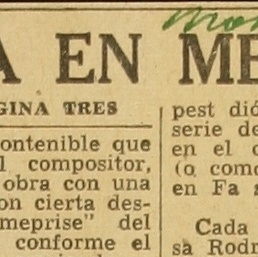 A EN ME
GINA TRES
ontenible que
l compositor,
obra con una
on cierta des-
meprise" del
conforme el
pest dió
serie de
en el c
(o como
en Fa s
Cada
sa Rodr